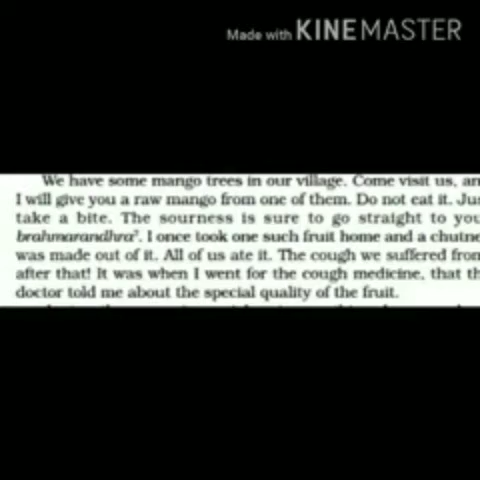 Made with KINEMASTER
We have some mango trees in our village. Come visit us, an
I will give you a raw mango from one of them. Do not eat it. Jus
take a bite. The sourness is sure to go straight to you
brahmarandhra⁷. I once took one such fruit home and a chutne
was made out of it. All of us ate it. The cough we suffered from
after that! It was when I went for the cough medicine, that th
doctor told me about the special quality of the fruit.